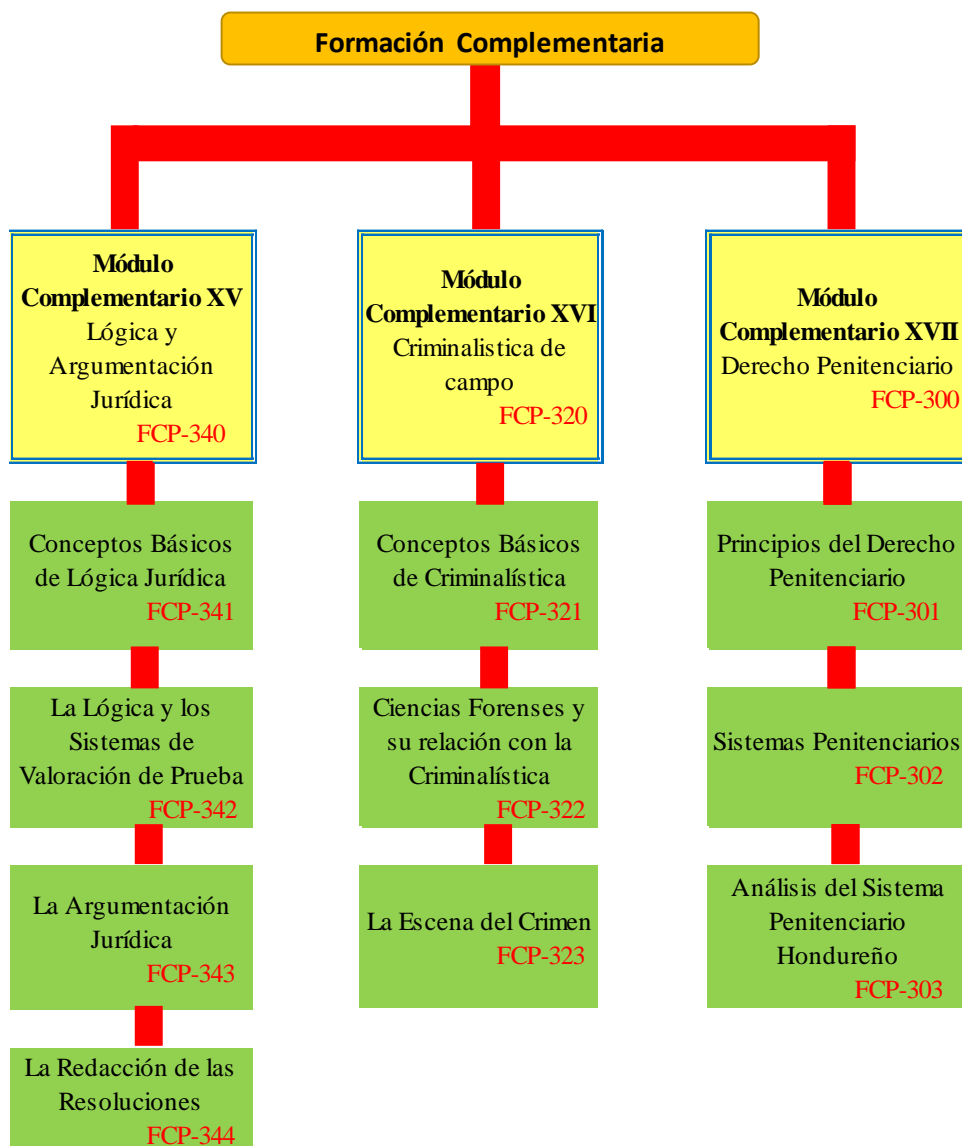 Formación Complementaria
Módulo
Complementario XV
Lógica y
Argumentación
Jurídica
FCP-340
Conceptos Básicos
de Lógica Jurídica
FCP-341
La Lógica y los
Sistemas de
Valoración de Prueba
FCP-342
La Argumentación
Jurídica
FCP-343
La Redacción de las
Resoluciones
FCP-344
Módulo
Complementario XVI
Criminalistica de
campo
FCP-320
Conceptos Básicos
de Criminalística
FCP-321
Ciencias Forenses y
su relación con la
Criminalística
FCP-322
La Escena del Crimen
FCP-323
Módulo
Complementario XVII
Derecho Penitenciario
FCP-300
Principios del Derecho
Penitenciario
FCP-301
Sistemas Penitenciarios
FCP-302
Análisis del Sistema
Penitenciario
Hondureño
FCP-303